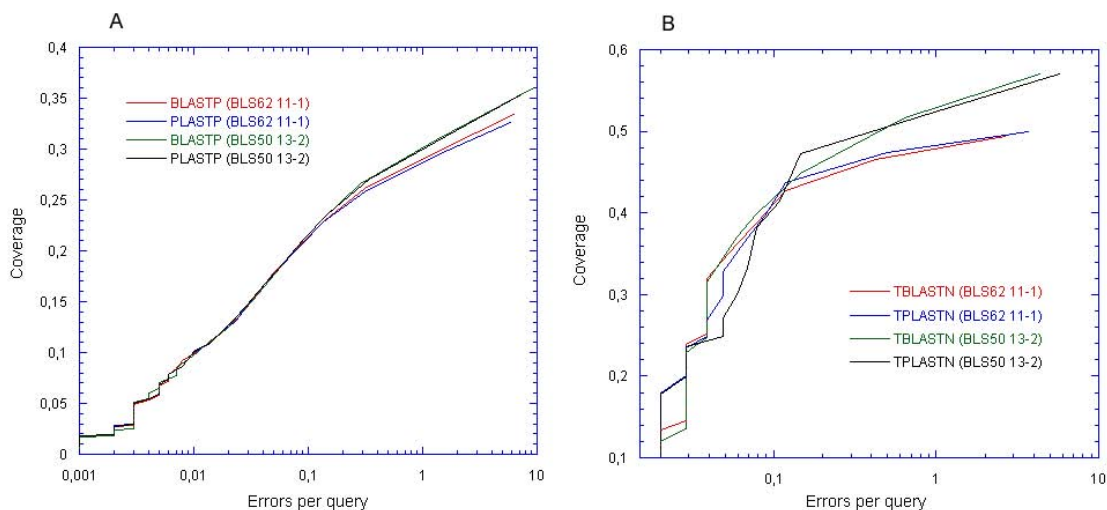 A
0,4
0,35
0,3
0,25
0,2
0,15
0,1
0,05
0
Coverage
BLASTP (BLS62 11-1)
PLASTP (BLS62 11-1)
BLASTP (BLS50 13-2)
PLASTP (BLS50 13-2)
0,001 0,01 0,1 1 10
Errors per query
B
0,6
0,5
0,4
0,3
0,2
0,1
Coverage
TBLASTN (BLS62 11-1)
TPLASTN (BLS62 11-1)
TBLASTN (BLS50 13-2)
TPLASTN (BLS50 13-2)
0,1 1 10
Errors per query